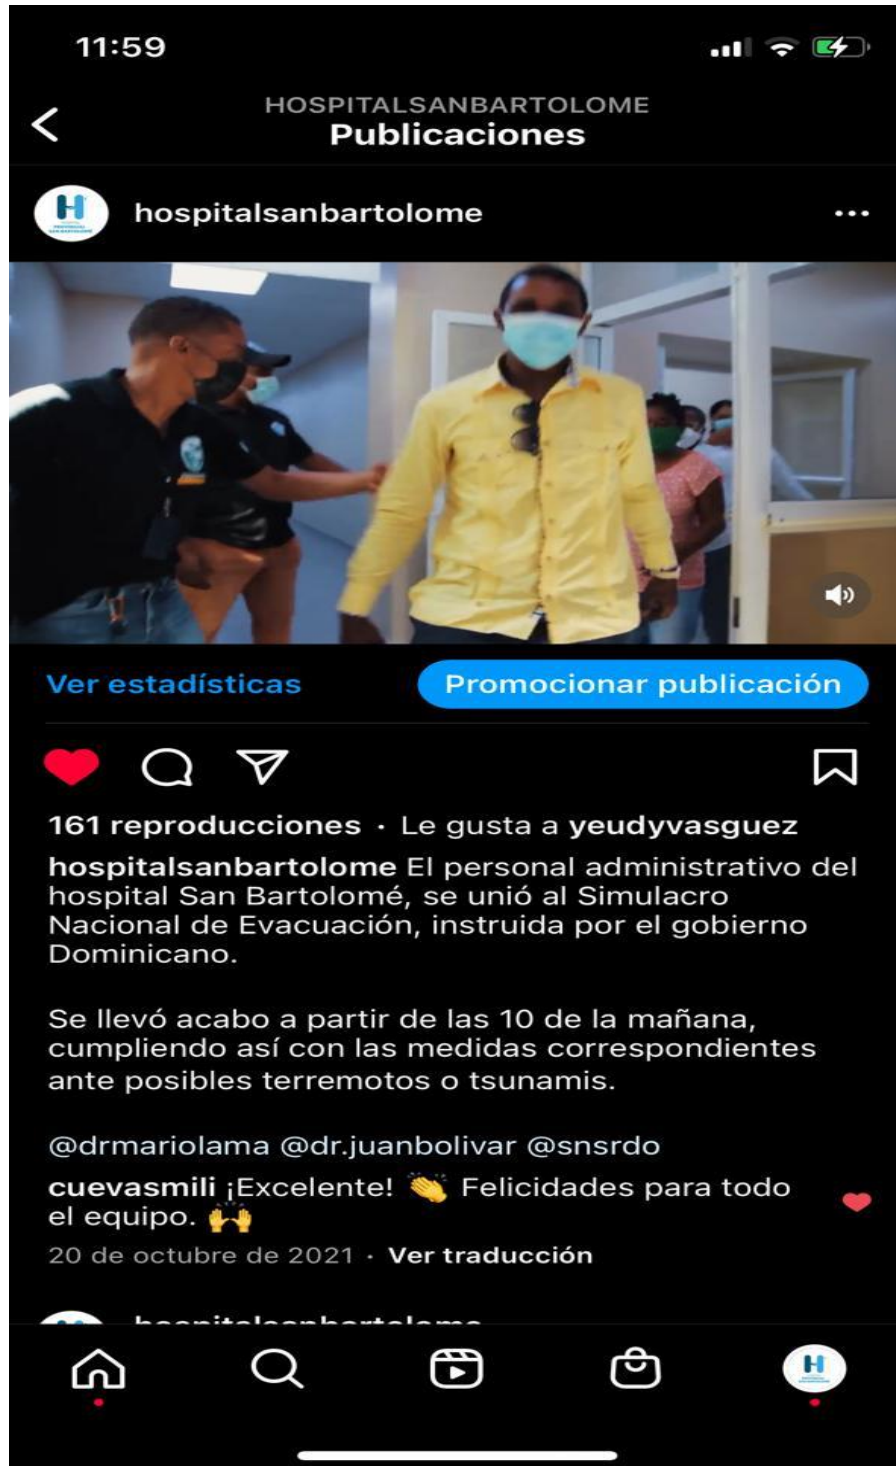 11:59
HOSPITALSANBARTOLOME
Publicaciones
hospitalsanbartolome
Ver estadísticas
Promocionar publicación
161 reproducciones · Le gusta a yeudyvasguez
hospitalsanbartolome El personal administrativo del
hospital San Bartolomé, se unió al Simulacro
Nacional de Evacuación, instruida por el gobierno
Dominicano.
Se llevó acabo a partir de las 10 de la mañana,
cumpliendo así con las medidas correspondientes
ante posibles terremotos o tsunamis.
@drmariolama @dr.juanbolivar @snsrdo
cuevasmili ¡Excelente! 👏 Felicidades para todo
el equipo. 🙌
20 de octubre de 2021 · Ver traducción
hospitalsanbartolome